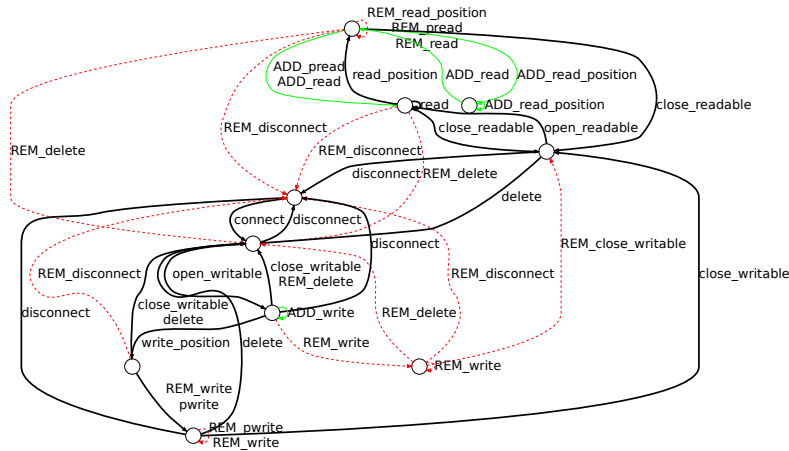 REM_read_position
REM_pread
REM_read
ADD_pread
ADD_read
read_position
ADD_read
ADD_read_position
read
ADD_read_position
close_readable
REM_disconnect
close_readable
open_readable
REM_delete
REM_disconnect
disconnect
REM_delete
delete
connect
disconnect
disconnect
REM_close_writable
REM_disconnect
open_writable
close_writable
REM_delete
REM_disconnect
close_writable
disconnect
close_writable
delete
ADD_write
REM_delete
write_position
delete
REM_write
REM_write
REM_write
pwrite
REM_pwrite
REM_write